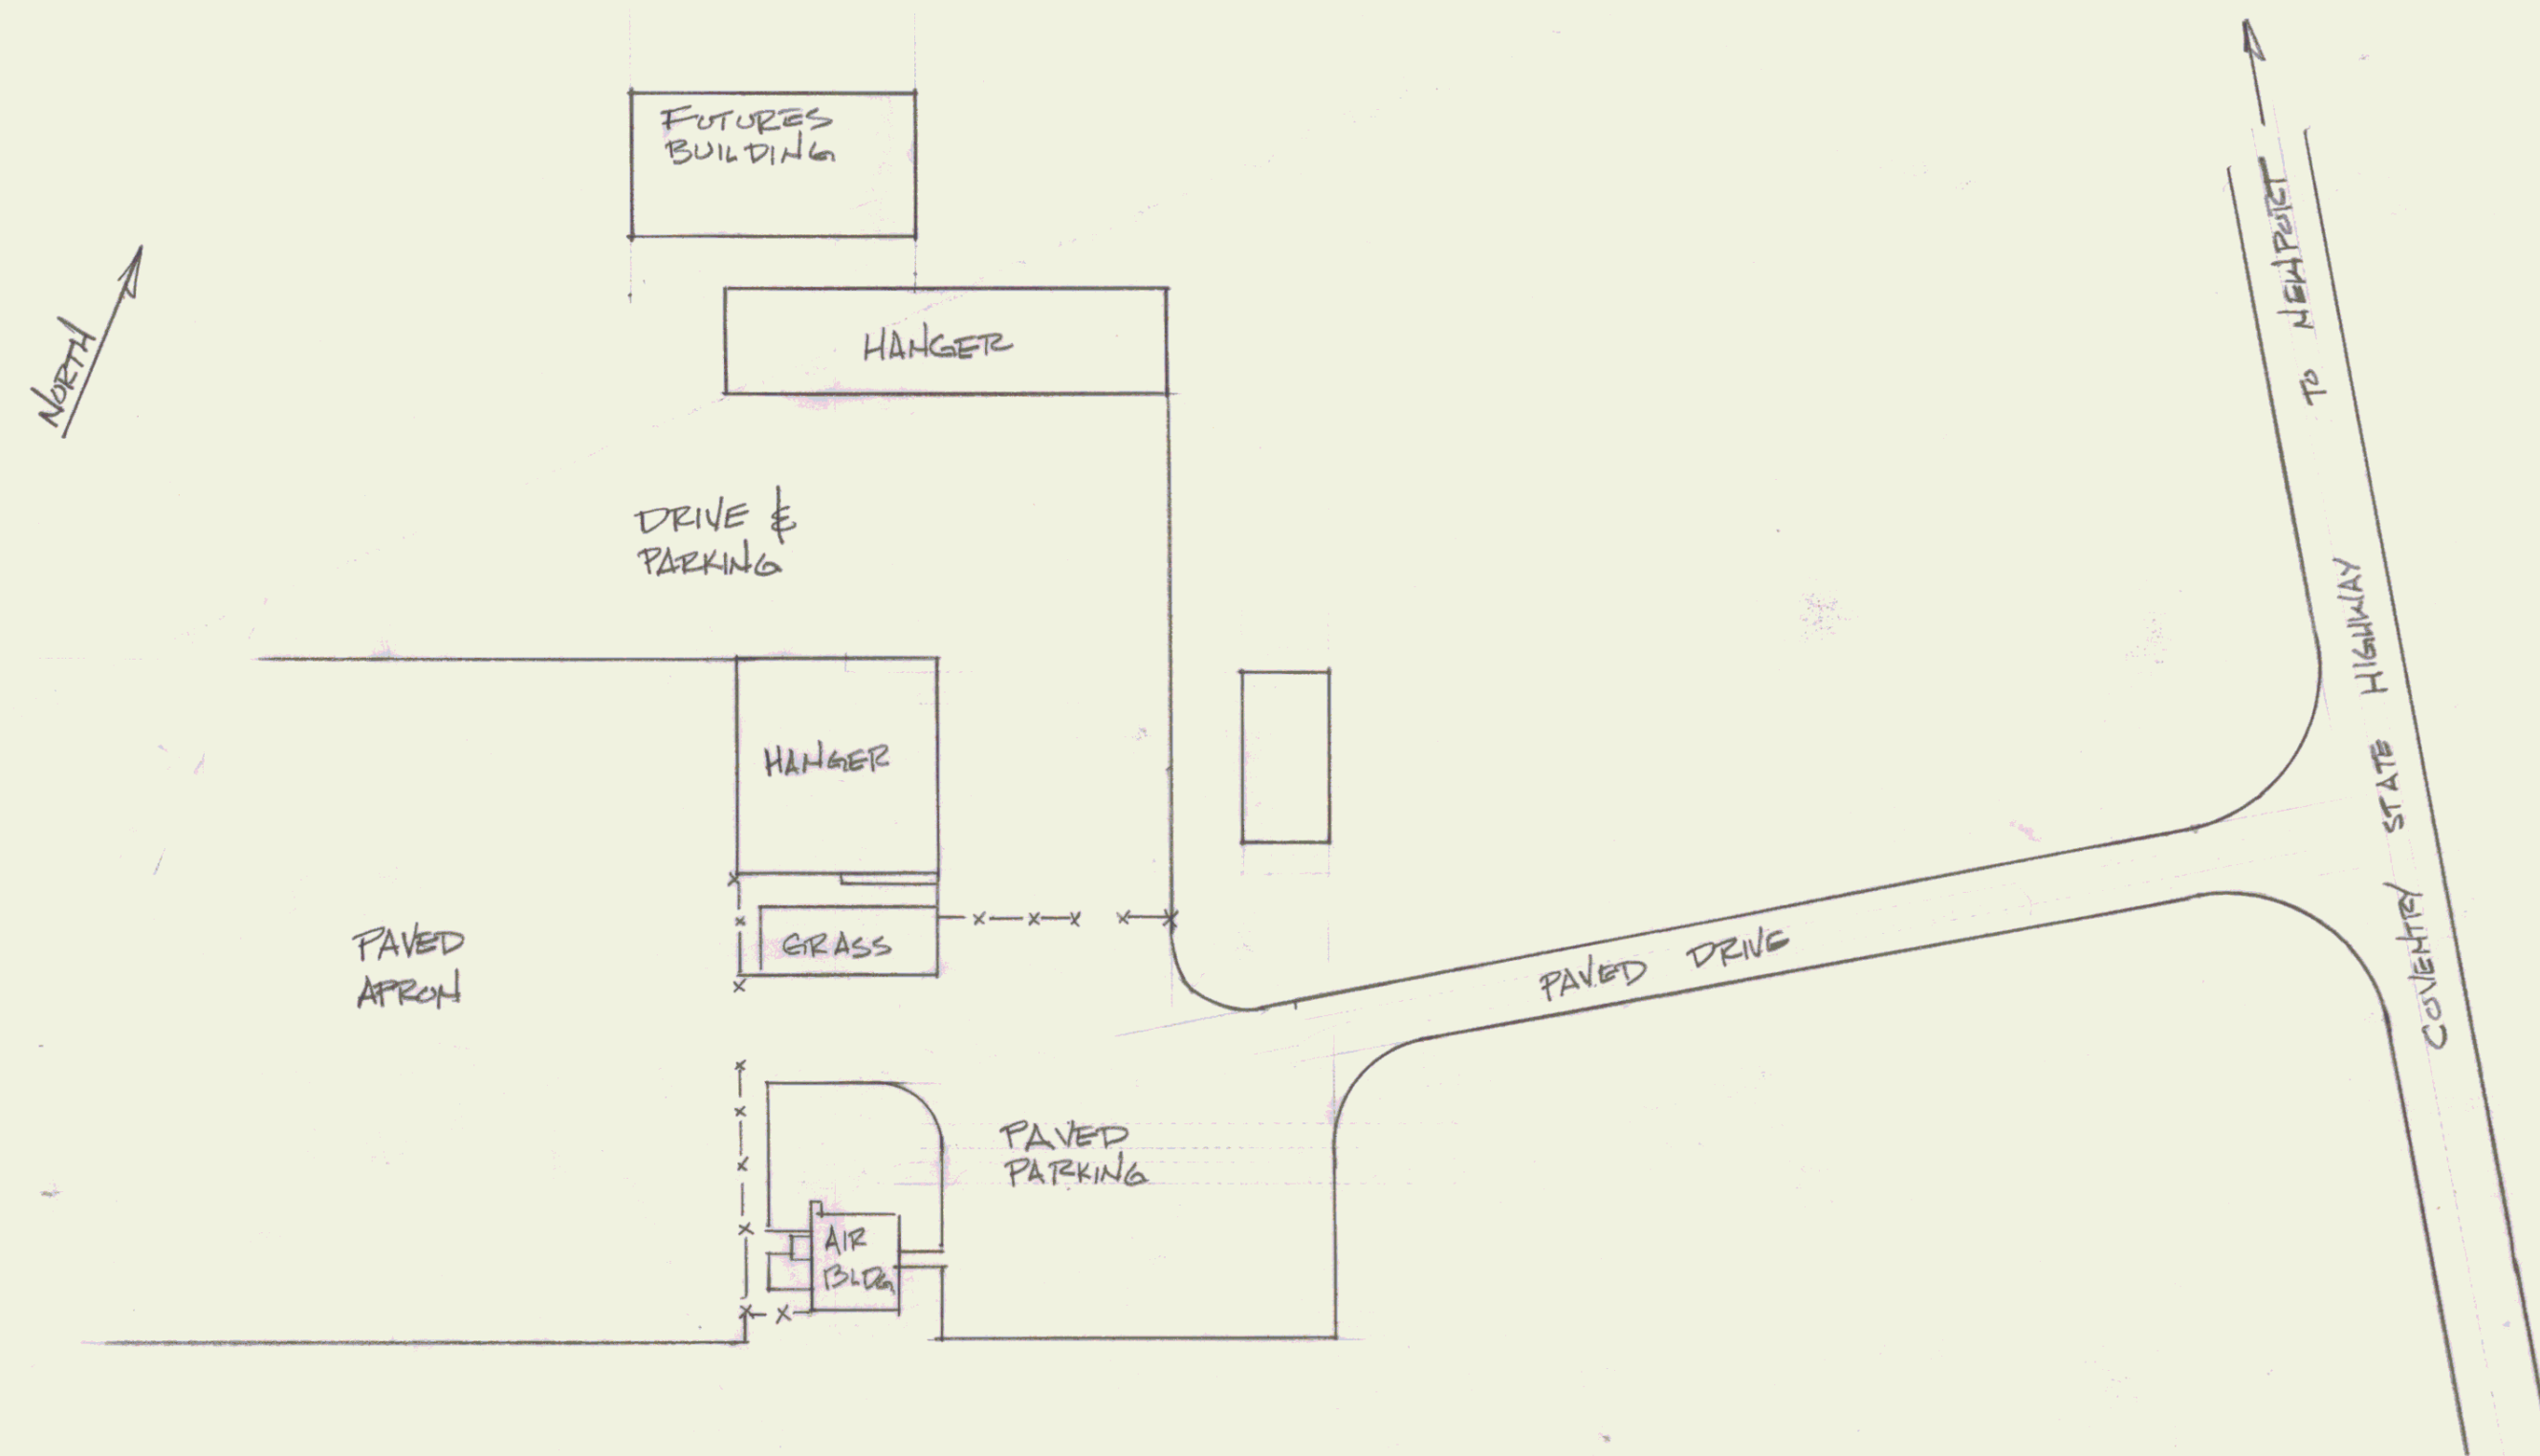 FUTURES
BUILDING
HANGER
NORTH
DRIVE &
PARKING
HANGER
GRASS
PAVED
APRON
PAVED
PARKING
AIR
BLDG
PAVED DRIVE
TO NEWPORT
COVENTRY STATE HIGHWAY